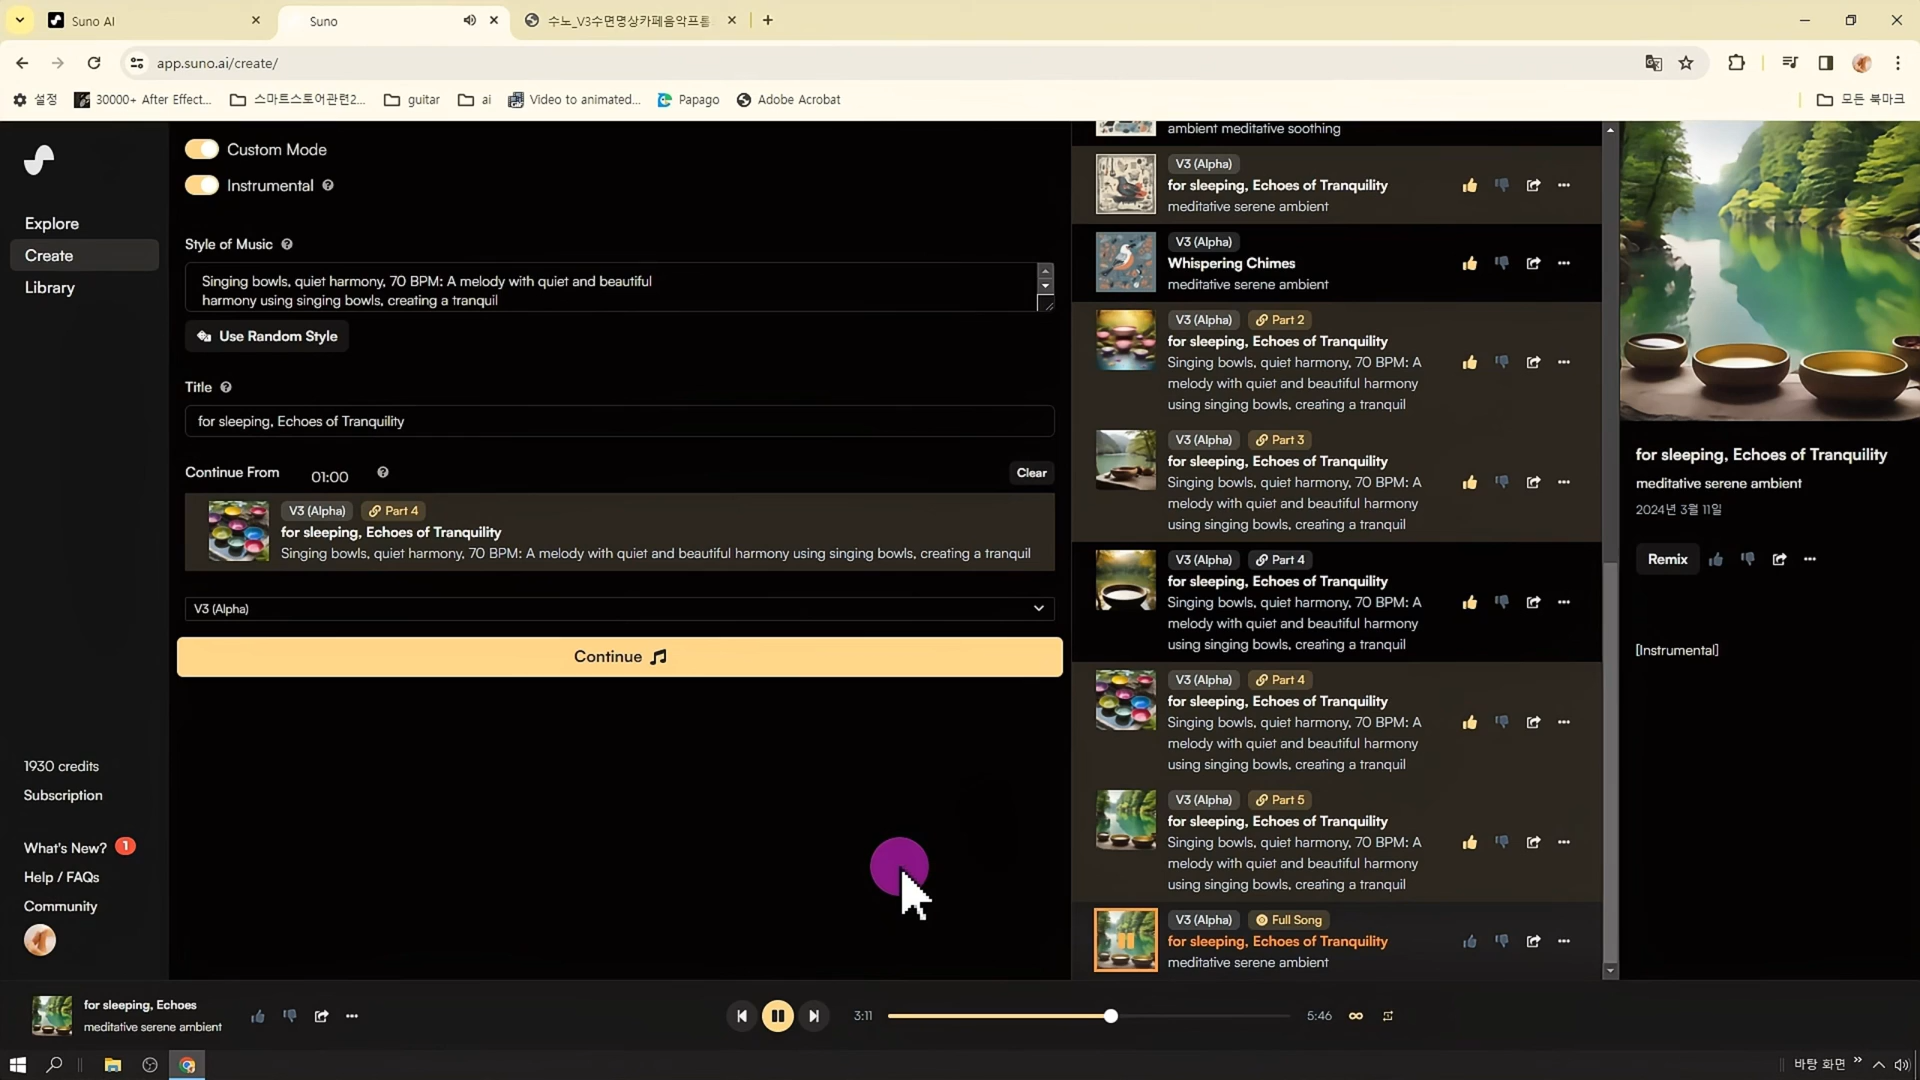 Suno AI
Suno
수노_V3수면명상카페음악프롬
app.suno.ai/create/
설정
30000+ After Effect...
스마트스토어관련2...
guitar
ai
Video to animated...
Papago
Adobe Acrobat
모든 북마크
Explore
Create
Library
1930 credits
Subscription
What's New? 1
Help / FAQs
Community
Custom Mode
Instrumental
Style of Music
Singing bowls, quiet harmony, 70 BPM: A melody with quiet and beautiful
harmony using singing bowls, creating a tranquil
Use Random Style
Title
for sleeping, Echoes of Tranquility
Continue From 01:00 Clear
V3 (Alpha) Part 4
for sleeping, Echoes of Tranquility
Singing bowls, quiet harmony, 70 BPM: A melody with quiet and beautiful harmony using singing bowls, creating a tranquil
V3 (Alpha)
Continue
ambient meditative soothing
V3 (Alpha)
for sleeping, Echoes of Tranquility
meditative serene ambient
V3 (Alpha)
Whispering Chimes
meditative serene ambient
V3 (Alpha) Part 2
for sleeping, Echoes of Tranquility
Singing bowls, quiet harmony, 70 BPM: A
melody with quiet and beautiful harmony
using singing bowls, creating a tranquil
V3 (Alpha) Part 3
for sleeping, Echoes of Tranquility
Singing bowls, quiet harmony, 70 BPM: A
melody with quiet and beautiful harmony
using singing bowls, creating a tranquil
V3 (Alpha) Part 4
for sleeping, Echoes of Tranquility
Singing bowls, quiet harmony, 70 BPM: A
melody with quiet and beautiful harmony
using singing bowls, creating a tranquil
V3 (Alpha) Part 4
for sleeping, Echoes of Tranquility
Singing bowls, quiet harmony, 70 BPM: A
melody with quiet and beautiful harmony
using singing bowls, creating a tranquil
V3 (Alpha) Part 5
for sleeping, Echoes of Tranquility
Singing bowls, quiet harmony, 70 BPM: A
melody with quiet and beautiful harmony
using singing bowls, creating a tranquil
V3 (Alpha) Full Song
for sleeping, Echoes of Tranquility
meditative serene ambient
for sleeping, Echoes of Tranquility
meditative serene ambient
2024년 3월 11일
Remix
[Instrumental]
for sleeping, Echoes
meditative serene ambient
3:11
5:46
바탕 화면